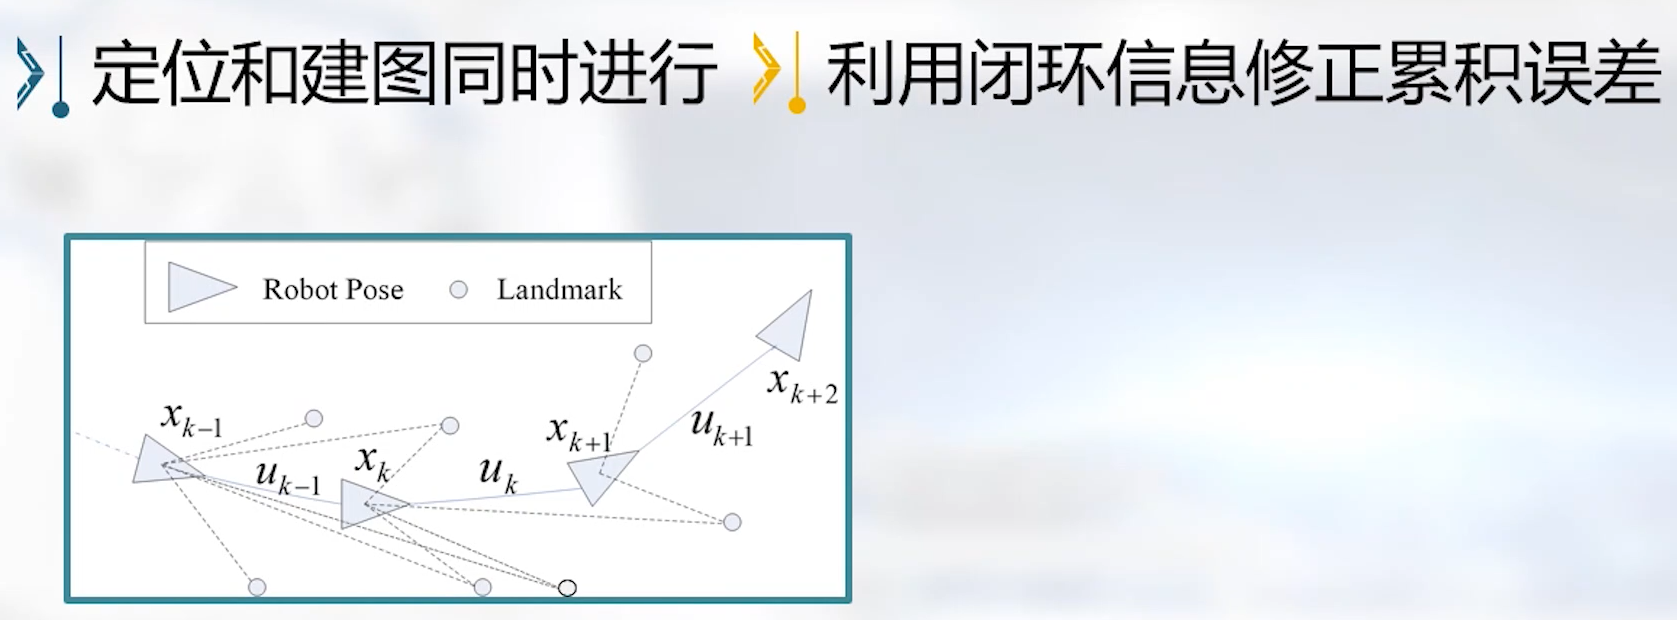 定位和建图同时进行
利用闭环信息修正累积误差
Robot Pose
Landmark
x_{k-1}
u_{k-1}
x_k
u_k
x_{k+1}
u_{k+1}
x_{k+2}